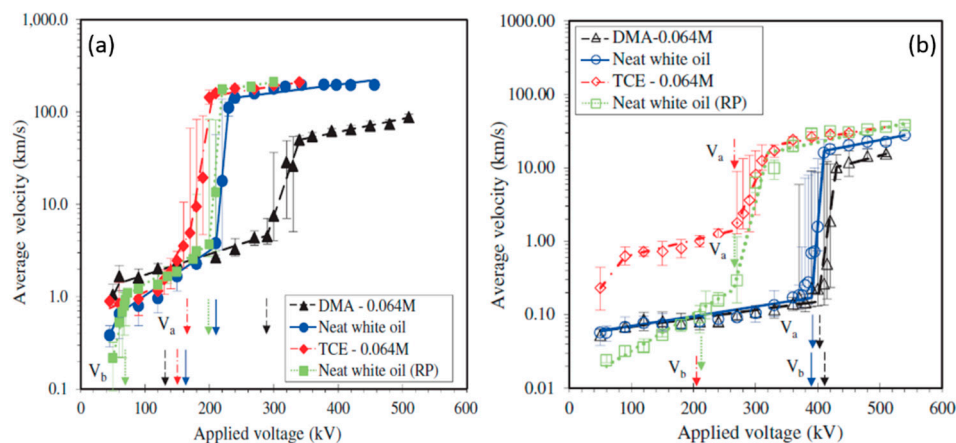 (a)
1,000.0
100.0
10.0
1.0
0.1
Average velocity (km/s)
Va
Vb
DMA - 0.064M
Neat white oil
TCE - 0.064M
Neat white oil (RP)
0 100 200 300 400 500 600
Applied voltage (kV)
(b)
1000.00
100.00
10.00
1.00
0.10
0.01
Average velocity (km/s)
DMA-0.064M
Neat white oil
TCE - 0.064M
Neat white oil (RP)
Va
Va
Va
Vb
Vb
0 100 200 300 400 500 600
Applied voltage (kV)